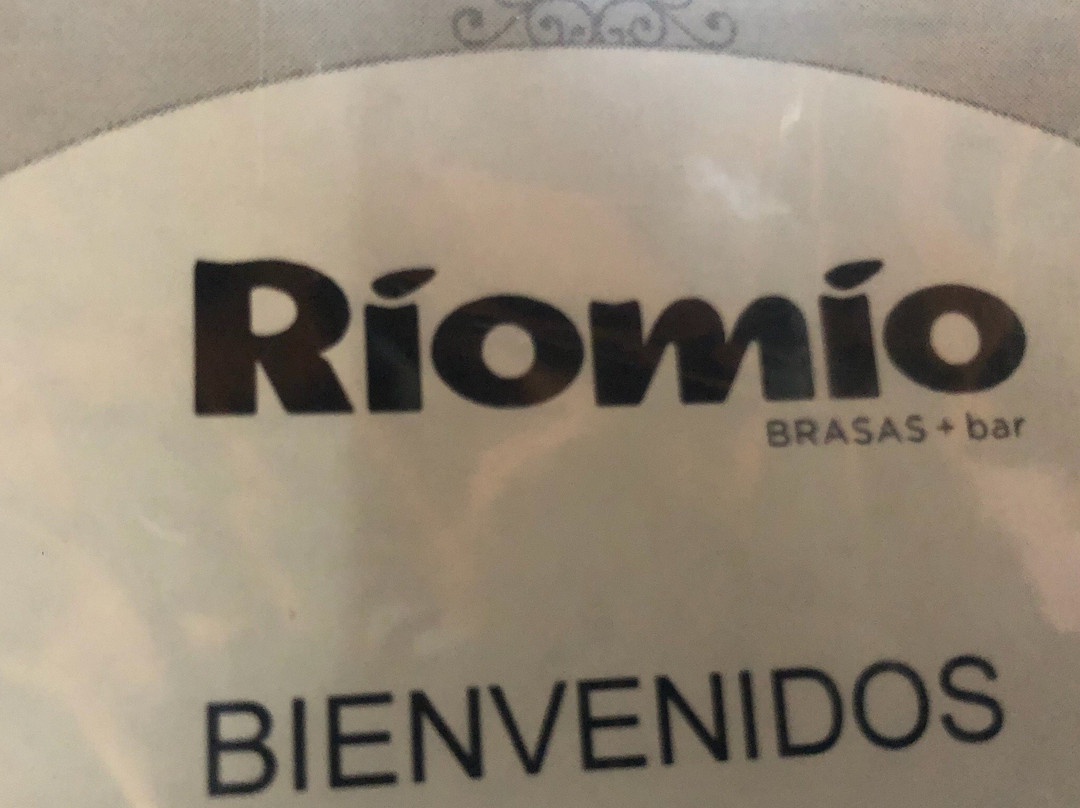 Ríomío
BRASAS + bar
BIENVENIDOS